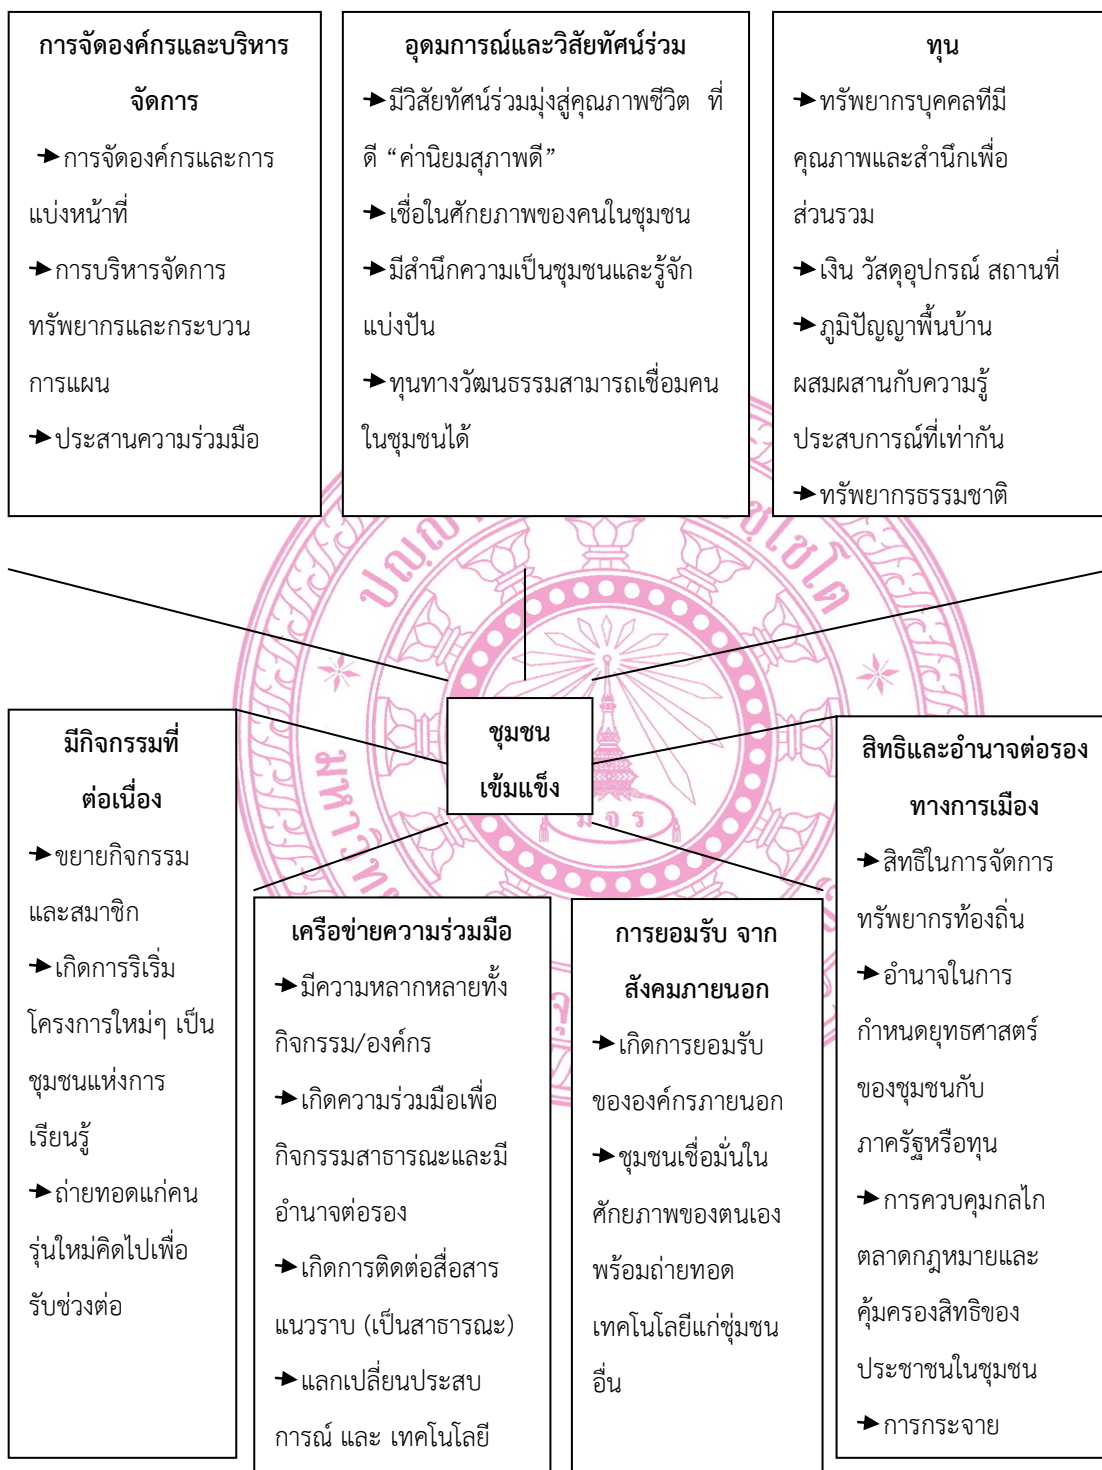 การจัดองค์กรและบริหาร
จัดการ
การจัดองค์กรและการ
แบ่งหน้าที่
การบริหารจัดการ
ทรัพยากรและกระบวน
การแผน
ประสานความร่วมมือ
อุดมการณ์และวิสัยทัศน์ร่วม
มีวิสัยทัศน์ร่วมมุ่งสู่คุณภาพชีวิต ที่
ดี “ค่านิยมสุภาพดี”
เชื่อในศักยภาพของคนในชุมชน
มีสำนึกความเป็นชุมชนและรู้จัก
แบ่งปัน
ทุนทางวัฒนธรรมสามารถเชื่อมคน
ในชุมชนได้
ทุน
ทรัพยากรบุคคลทีมี
คุณภาพและสำนึกเพื่อ
ส่วนรวม
เงิน วัสดุอุปกรณ์ สถานที่
ภูมิปัญญาพื้นบ้าน
ผสมผสานกับความรู้
ประสบการณ์ที่เท่ากัน
ทรัพยากรธรรมชาติ
ชุมชน
เข้มแข็ง
ม จ ร
มีกิจกรรมที่
ต่อเนื่อง
ขยายกิจกรรม
และสมาชิก
เกิดการริเริ่ม
โครงการใหม่ๆ เป็น
ชุมชนแห่งการ
เรียนรู้
ถ่ายทอดแก่คน
รุ่นใหม่คิดไปเพื่อ
รับช่วงต่อ
เครือข่ายความร่วมมือ
มีความหลากหลายทั้ง
กิจกรรม/องค์กร
เกิดความร่วมมือเพื่อ
กิจกรรมสาธารณะและมี
อำนาจต่อรอง
เกิดการติดต่อสื่อสาร
แนวราบ (เป็นสาธารณะ)
แลกเปลี่ยนประสบ
การณ์ และ เทคโนโลยี
การยอมรับ จาก
สังคมภายนอก
เกิดการยอมรับ
ขององค์กรภายนอก
ชุมชนเชื่อมั่นใน
ศักยภาพของตนเอง
พร้อมถ่ายทอด
เทคโนโลยีแก่ชุ่มชน
อื่น
สิทธิและอำนาจต่อรอง
ทางการเมือง
สิทธิในการจัดการ
ทรัพยากรท้องถิ่น
อำนาจในการ
กำหนดยุทธศาสตร์
ของชุมชนกับ
ภาครัฐหรือทุน
การควบคุมกลไก
ตลาดกฎหมายและ
คุ้มครองสิทธิของ
ประชาชนในชุมชน
การกระจาย